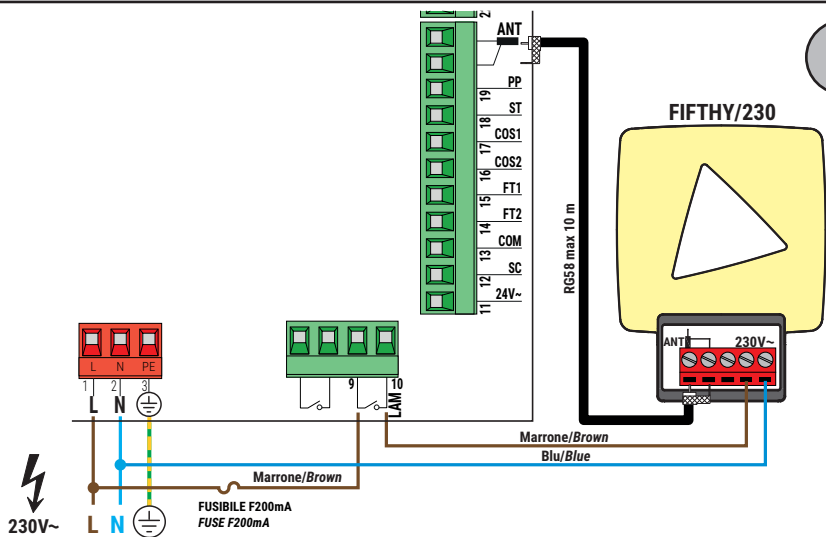 ANT
PP
19
ST
18
COS1
17
COS2
16
FT1
15
FT2
14
COM
13
SC
12
24V~
11
RG58 max 10 m
FIFTHY/230
ANT
230V~
L N PE
1 2 3
L N
9 10
LAM
Marrone/Brown
Blu/Blue
Marrone/Brown
FUSIBILE F200mA
FUSE F200mA
230V~ L N